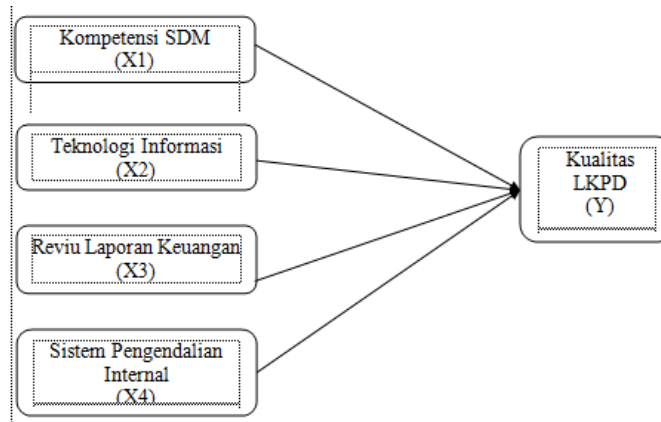 Kompetensi SDM
(X1)
Teknologi Informasi
(X2)
Reviu Laporan Keuangan
(X3)
Sistem Pengendalian
Internal
(X4)
Kualitas
LKPD
(Y)